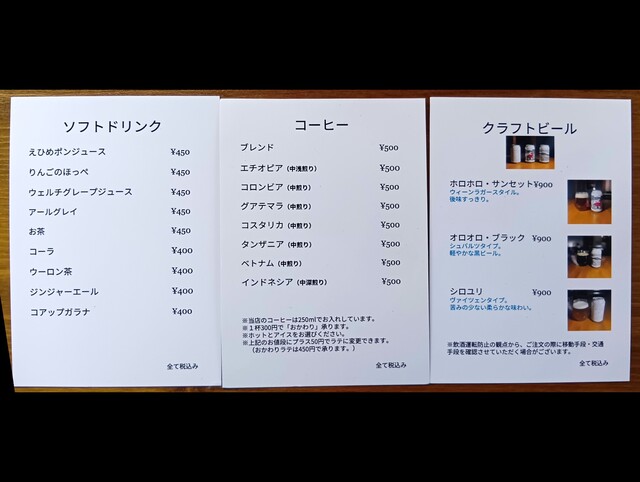 ソフトドリンク
えひめポンジュース ¥450
りんごのほっぺ ¥450
ウェルチグレープジュース ¥450
アールグレイ ¥450
お茶 ¥450
コーラ ¥400
ウーロン茶 ¥400
ジンジャーエール ¥400
コアップガラナ ¥400
全て税込み
コーヒー
ブレンド ¥500
エチオピア（中浅煎り） ¥500
コロンビア（中煎り） ¥500
グアテマラ（中煎り） ¥500
コスタリカ（中煎り） ¥500
タンザニア（中煎り） ¥500
ベトナム（中煎り） ¥500
インドネシア（中深煎り） ¥500
※当店のコーヒーは250mlでお入れしています。
※１杯300円で「おかわり」承ります。
※ホットとアイスをお選びください。
※上記のお値段にプラス50円でラテに変更できます。
（おかわりラテは450円で承ります。）
全て税込み
クラフトビール
ホロホロ・サンセット ¥900
ウィーンラガースタイル。
後味すっきり。
オロオロ・ブラック ¥900
シュバルツタイプ。
軽やかな黒ビール。
シロユリ ¥900
ヴァイツェンタイプ。
苦みの少ない柔らかな味わい。
※飲酒運転防止の観点から、ご注文の際に移動手段・交通
手段を確認させていただく場合がございます。
全て税込み